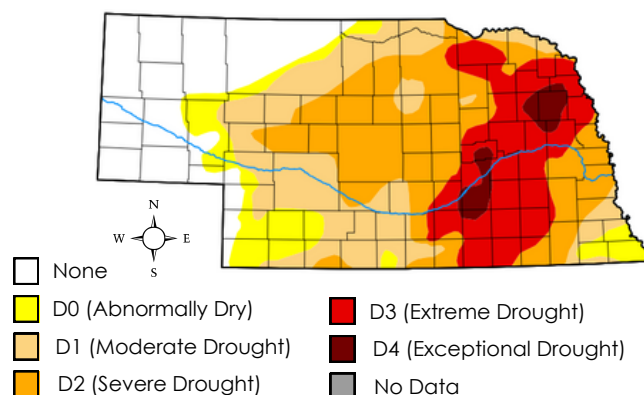 N
W E
S
None
D0 (Abnormally Dry)
D1 (Moderate Drought)
D2 (Severe Drought)
D3 (Extreme Drought)
D4 (Exceptional Drought)
No Data